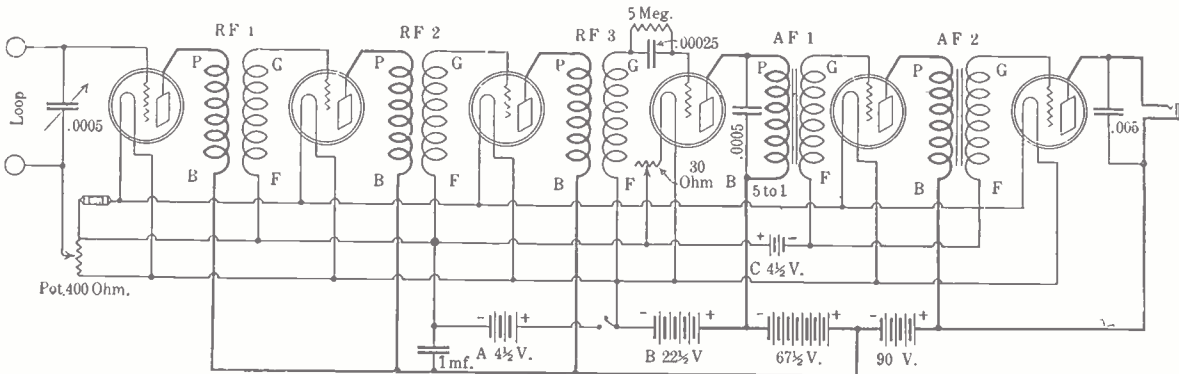 5 Meg.
RF 1
RF 2
RF 3
.00025
AF 1
AF 2
P
G
P
G
P
G
P
G
P
G
Loop
.0005
.0005
.005
30
Ohm
B
F
B
F
B
F
B
5 to 1
F
B
F
+ -
C 4½ V.
Pot. 400 Ohm.
- +
- +
- +
- +
A 4½ V.
B 22½ V
67½ V.
90 V.
1 mf.